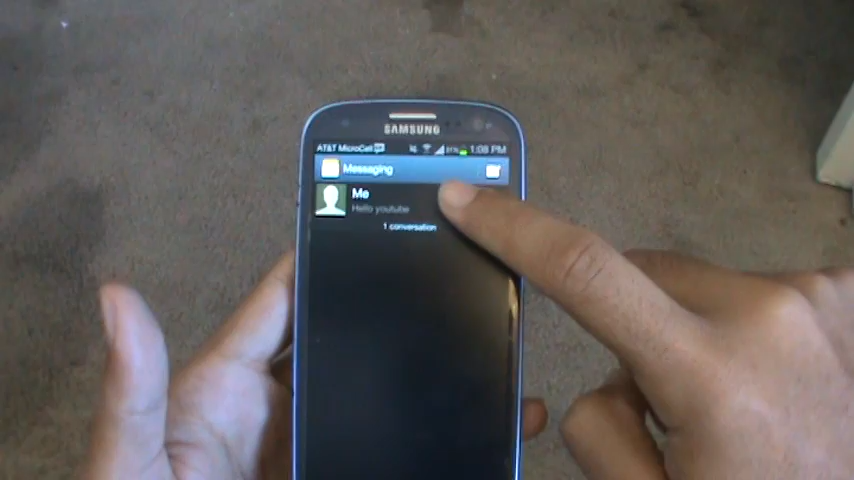 SAMSUNG
AT&T MicroCell 1:08 PM
Messaging
Me
Hello youtube
1 conversation